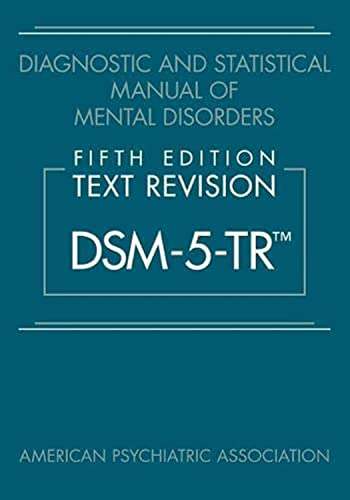 DIAGNOSTIC AND STATISTICAL
MANUAL OF
MENTAL DISORDERS
FIFTH EDITION
TEXT REVISION
DSM-5-TR™
AMERICAN PSYCHIATRIC ASSOCIATION